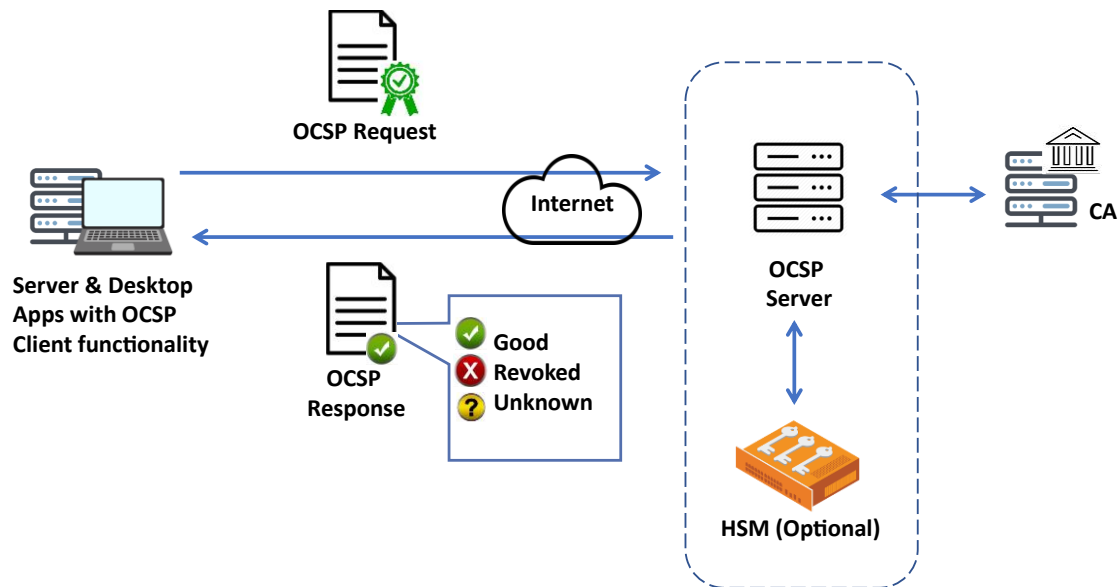 OCSP Request
Internet
CA
Server & Desktop
Apps with OCSP
Client functionality
OCSP
Server
OCSP
Response
Good
Revoked
Unknown
HSM (Optional)